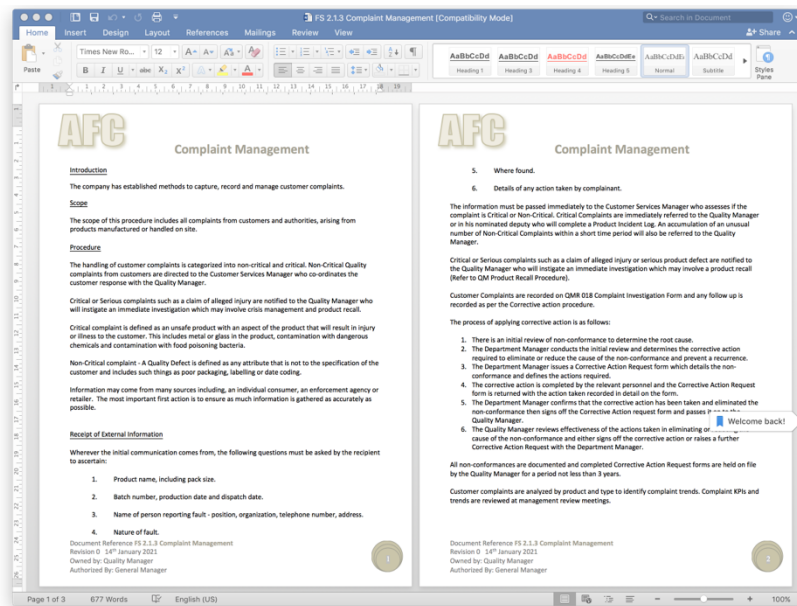 FS 2.1.3 Complaint Management [Compatibility Mode]
Search in Document
Home Insert Design Layout References Mailings Review View
Share
Paste
Times New Ro... 12
AaBbCcDd AaBbCcDd AaBbCcDd AaBbCcDdEe AaBbCcDdEe AaBbCcDd
Heading 1 Heading 3 Heading 4 Heading 5 Normal Subtitle
Styles Pane
AFC
Complaint Management
Introduction
The company has established methods to capture, record and manage customer complaints.
Scope
The scope of this procedure includes all complaints from customers and authorities, arising from
products manufactured or handled on site.
Procedure
The handling of customer complaints is categorized into non-critical and critical. Non-Critical Quality
complaints from customers are directed to the Customer Services Manager who co-ordinates the
customer response with the Quality Manager.
Critical or Serious complaints such as a claim of alleged injury are notified to the Quality Manager who
will instigate an immediate investigation which may involve crisis management and product recall.
Critical complaint is defined as an unsafe product with an aspect of the product that will result in injury
or illness to the customer. This includes metal or glass in the product, contamination with dangerous
chemicals and contamination with food poisoning bacteria.
Non-Critical complaint - A Quality Defect is defined as any attribute that is not to the specification of the
customer and includes such things as poor packaging, labelling or date coding.
Information may come from many sources including, an individual consumer, an enforcement agency or
retailer. The most important first action is to ensure as much information is gathered as accurately as
possible.
Receipt of External Information
Wherever the initial communication comes from, the following questions must be asked by the recipient
to ascertain:
1. Product name, including pack size.
2. Batch number, production date and dispatch date.
3. Name of person reporting fault - position, organization, telephone number, address.
4. Nature of fault.
Document Reference FS 2.1.3 Complaint Management
Revision 0 14th January 2021
Owned by: Quality Manager
Authorized By: General Manager
1
AFC
Complaint Management
5. Where found.
6. Details of any action taken by complainant.
The information must be passed immediately to the Customer Services Manager who assesses if the
complaint is Critical or Non-Critical. Critical Complaints are immediately referred to the Quality Manager
or in his nominated deputy who will complete a Product Incident Log. An accumulation of an unusual
number of Non-Critical Complaints within a short time period will also be referred to the Quality
Manager.
Critical or Serious complaints such as a claim of alleged injury or serious product defect are notified to
the Quality Manager who will instigate an immediate investigation which may involve a product recall
(Refer to QM Product Recall Procedure).
Customer Complaints are recorded on QMR 018 Complaint Investigation Form and any follow up is
recorded as per the Corrective action procedure.
The process of applying corrective action is as follows:
1. There is an initial review of non-conformance to determine the root cause.
2. The Department Manager conducts the initial review and determines the corrective action
required to eliminate or reduce the cause of the non-conformance and prevent a recurrence.
3. The Department Manager issues a Corrective Action Request form which details the non-
conformance and defines the actions required.
4. The corrective action is completed by the relevant personnel and the Corrective Action Request
form is returned with the action taken recorded in detail on the form.
5. The Department Manager confirms that the corrective action has been taken and eliminated the
non-conformance then signs off the Corrective Action request form and passes it on to the
Quality Manager.
6. The Quality Manager reviews effectiveness of the actions taken in eliminating or
cause of the non-conformance and either signs off the corrective action or raises a further
Corrective Action Request with the Department Manager.
Welcome back!
All non-conformances are documented and completed Corrective Action Request forms are held on file
by the Quality Manager for a period not less than 3 years.
Customer complaints are analyzed by product and type to identify complaint trends. Complaint KPIs and
trends are reviewed at management review meetings.
Document Reference FS 2.1.3 Complaint Management
Revision 0 14th January 2021
Owned by: Quality Manager
Authorized By: General Manager
2
Page 1 of 3 677 Words English (US) 100%